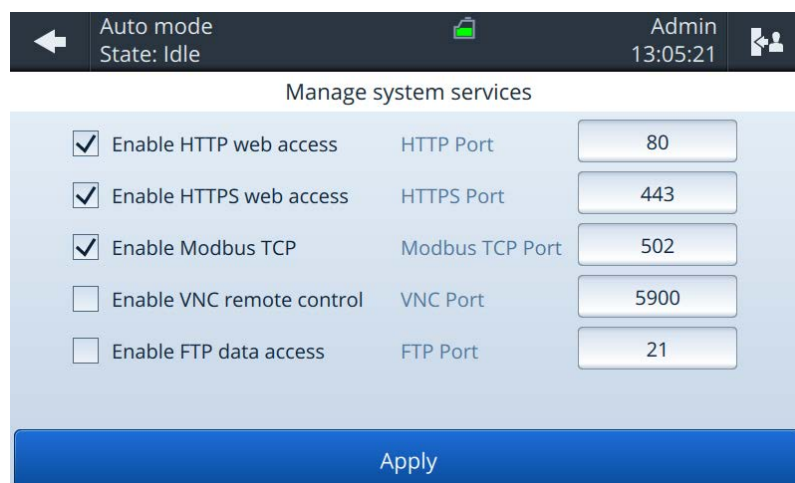 Auto mode
Admin
State: Idle
13:05:21
Manage system services
Enable HTTP web access HTTP Port 80
Enable HTTPS web access HTTPS Port 443
Enable Modbus TCP Modbus TCP Port 502
Enable VNC remote control VNC Port 5900
Enable FTP data access FTP Port 21
Apply